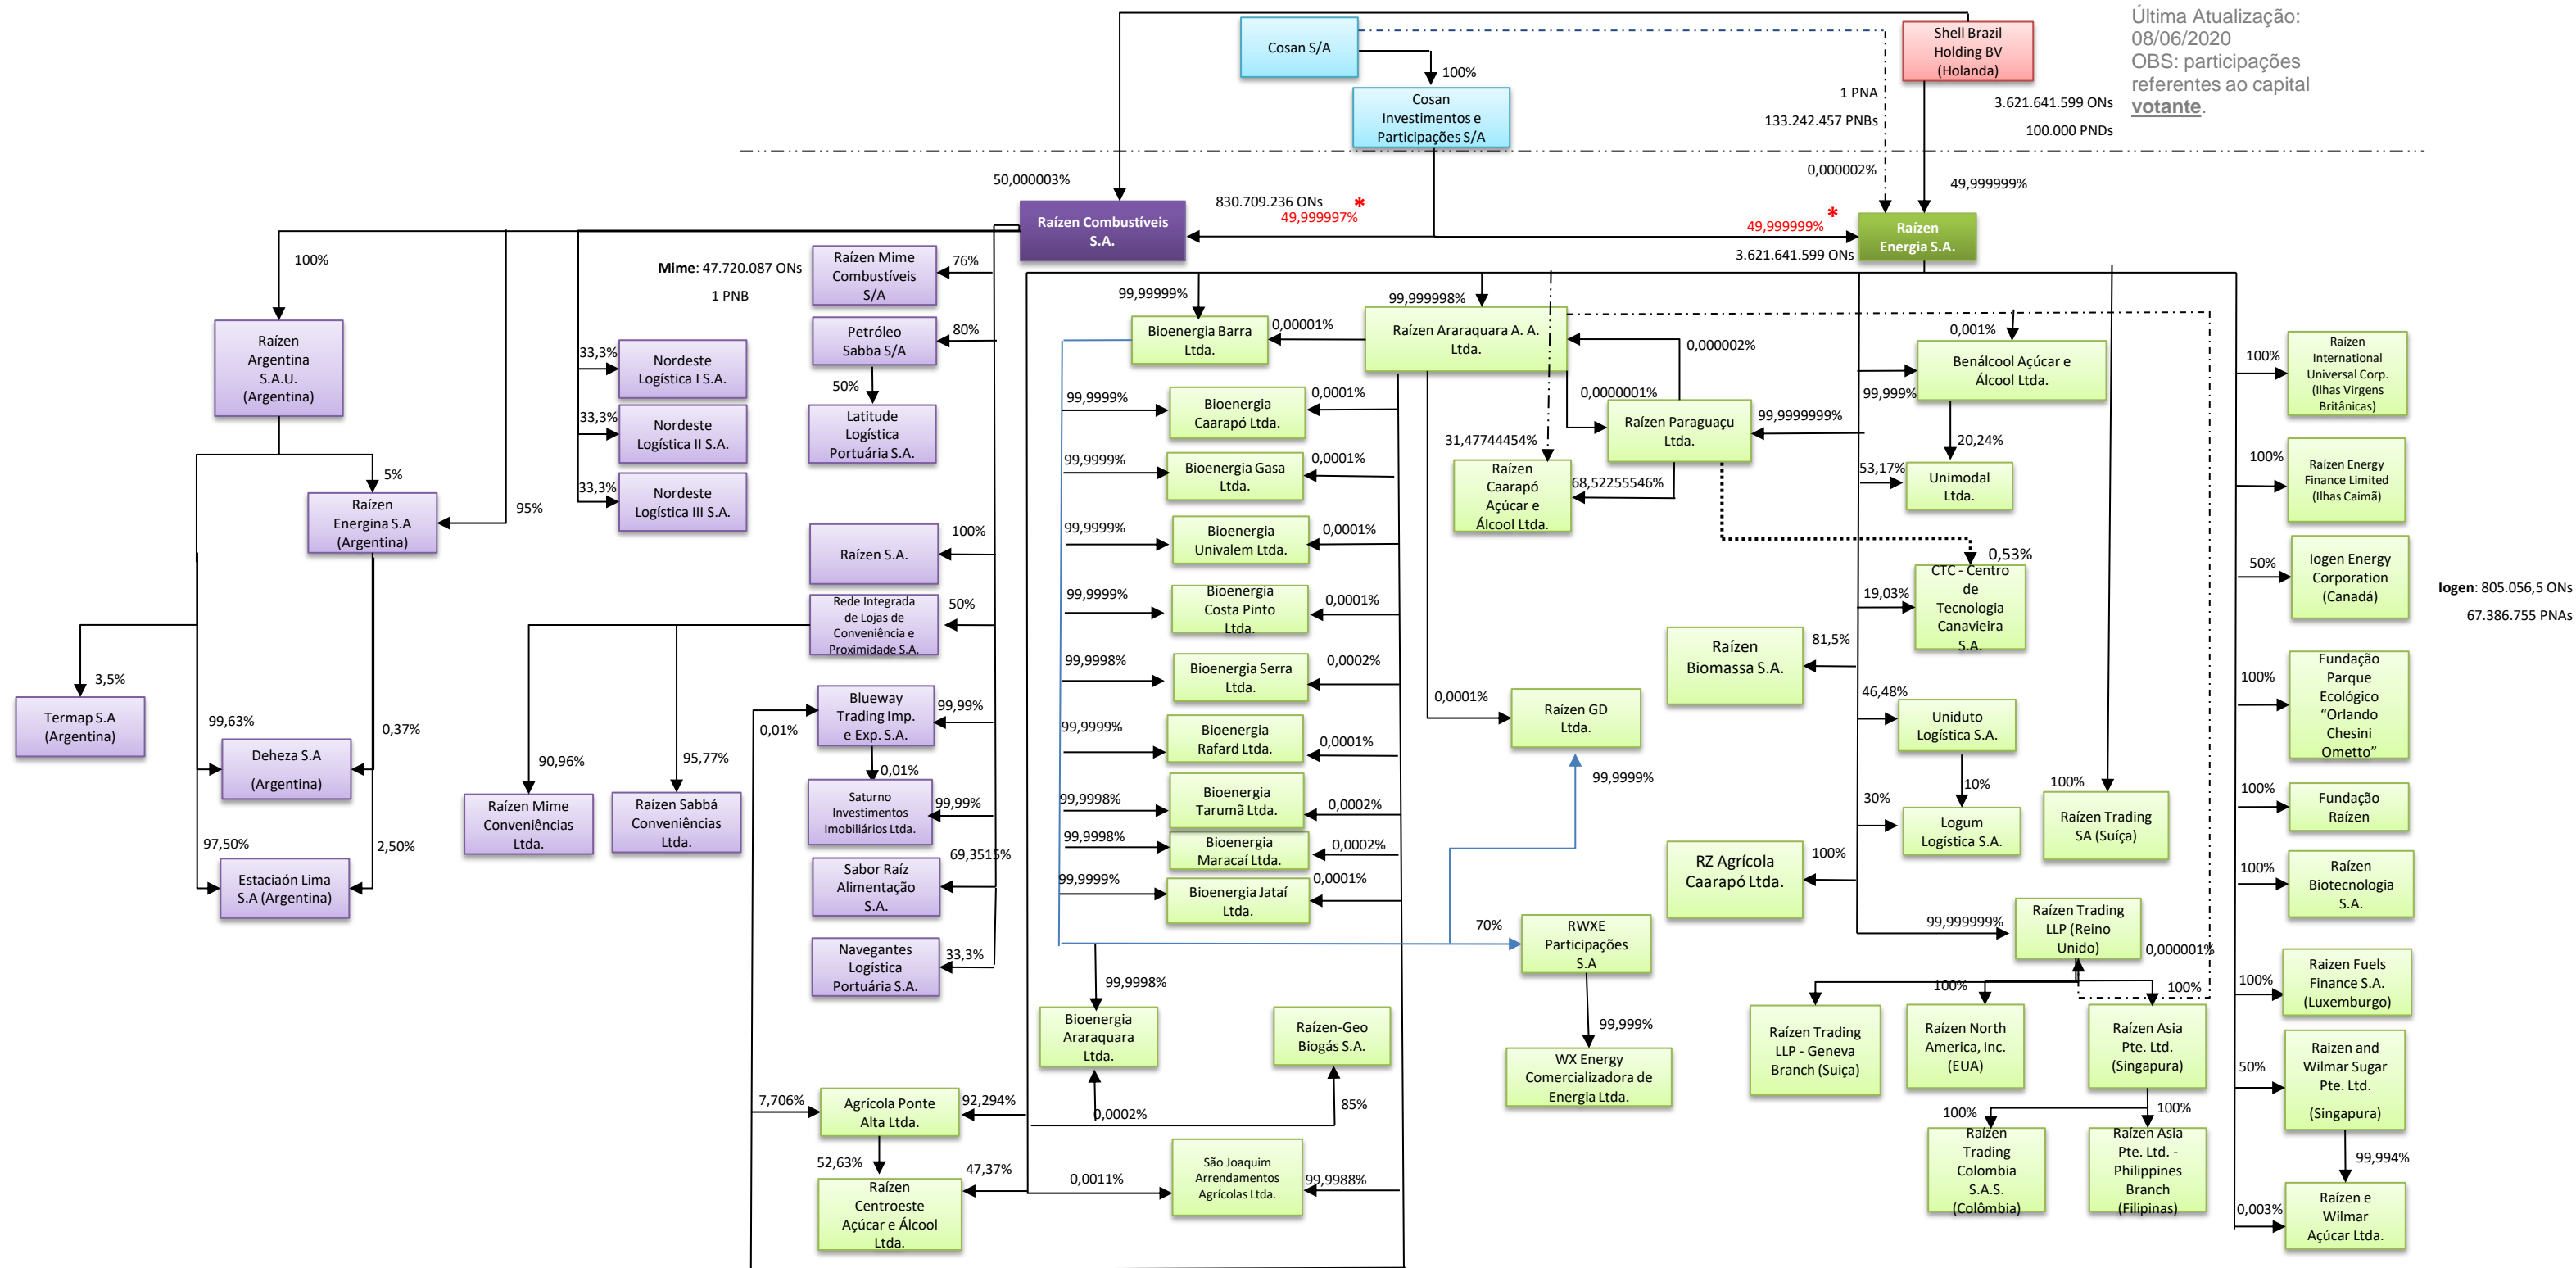 Última Atualização:
08/06/2020
OBS: participações
referentes ao capital
votante.
Cosan S/A
100%
Cosan
Investimentos e
Participações S/A
Shell Brazil
Holding BV
(Holanda)
1 PNA
133.242.457 PNBs
3.621.641.599 ONs
100.000 PNDs
50,000003%
0,000002%
49,999999%
830.709.236 ONs *
49,999997%
49,999999% *
3.621.641.599 ONs
Raízen Combustíveis
S.A.
Raízen
Energia S.A.
100%
Mime: 47.720.087 ONs
1 PNB
Raízen Mime
Combustíveis
S/A
76%
Petróleo
Sabba S/A
80%
50%
Latitude
Logística
Portuária S.A.
Raízen
Argentina
S.A.U.
(Argentina)
33,3%
Nordeste
Logística I S.A.
33,3%
Nordeste
Logística II S.A.
33,3%
Nordeste
Logística III S.A.
5%
Raízen
Energina S.A
(Argentina)
95%
Raízen S.A.
100%
Rede Integrada
de Lojas de
Conveniência e
Proximidade S.A.
50%
3,5%
Termap S.A
(Argentina)
99,63%
0,37%
Deheza S.A
(Argentina)
97,50%
2,50%
Estaciaón Lima
S.A (Argentina)
90,96%
95,77%
Raízen Mime
Conveniências
Ltda.
Raízen Sabbá
Conveniências
Ltda.
0,01%
Blueway
Trading Imp.
e Exp. S.A.
99,99%
0,01%
Saturno
Investimentos
Imobiliários Ltda.
99,99%
69,3515%
Sabor Raíz
Alimentação
S.A.
Navegantes
Logística
Portuária S.A.
33,3%
99,99999%
Bioenergia Barra
Ltda.
0,00001%
99,999998%
Raízen Araraquara A. A.
Ltda.
0,000002%
0,0000001%
Raízen Paraguaçu
Ltda.
99,9999999%
31,47744454%
Raízen
Caarapó
Açúcar e
Álcool Ltda.
68,52255546%
99,9999%
Bioenergia
Caarapó Ltda.
0,0001%
99,9999%
Bioenergia Gasa
Ltda.
0,0001%
99,9999%
Bioenergia
Univalem Ltda.
0,0001%
99,9999%
Bioenergia
Costa Pinto
Ltda.
0,0001%
99,9998%
Bioenergia Serra
Ltda.
0,0002%
99,9999%
Bioenergia
Rafard Ltda.
0,0001%
99,9998%
Bioenergia
Tarumã Ltda.
0,0002%
99,9998%
Bioenergia
Maracaí Ltda.
0,0002%
99,9999%
Bioenergia Jataí
Ltda.
0,0001%
0,0001%
Raízen GD
Ltda.
99,9999%
70%
RWXE
Participações
S.A
99,999%
WX Energy
Comercializadora de
Energia Ltda.
99,9998%
Bioenergia
Araraquara
Ltda.
0,0002%
Raízen-Geo
Biogás S.A.
85%
7,706%
Agrícola Ponte
Alta Ltda.
92,294%
52,63%
47,37%
Raízen
Centroeste
Açúcar e Álcool
Ltda.
0,0011%
São Joaquim
Arrendamentos
Agrícolas Ltda.
99,9988%
0,001%
Benálcool Açúcar e
Álcool Ltda.
99,999%
20,24%
53,17%
Unimodal
Ltda.
0,53%
19,03%
CTC - Centro
de
Tecnologia
Canavieira
S.A.
Raízen
Biomassa S.A.
81,5%
46,48%
Uniduto
Logística S.A.
10%
30%
Logum
Logística S.A.
100%
Raízen Trading
SA (Suíça)
RZ Agrícola
Caarapó Ltda.
100%
99,999999%
Raízen Trading
LLP (Reino
Unido)
0,000001%
100%
100%
Raízen Trading
LLP - Geneva
Branch (Suiça)
Raízen North
America, Inc.
(EUA)
Raízen Asia
Pte. Ltd.
(Singapura)
100%
100%
Raízen
Trading
Colombia
S.A.S.
(Colômbia)
Raízen Asia
Pte. Ltd. -
Philippines
Branch
(Filipinas)
100%
Raízen
International
Universal Corp.
(Ilhas Virgens
Britânicas)
100%
Raízen Energy
Finance Limited
(Ilhas Caimã)
50%
Iogen Energy
Corporation
(Canadá)
Iogen: 805.056,5 ONs
67.386.755 PNAs
100%
Fundação
Parque
Ecológico
“Orlando
Chesini
Ometto”
100%
Fundação
Raízen
100%
Raízen
Biotecnologia
S.A.
100%
Raizen Fuels
Finance S.A.
(Luxemburgo)
50%
Raizen and
Wilmar Sugar
Pte. Ltd.
(Singapura)
99,994%
0,003%
Raízen e
Wilmar
Açúcar Ltda.